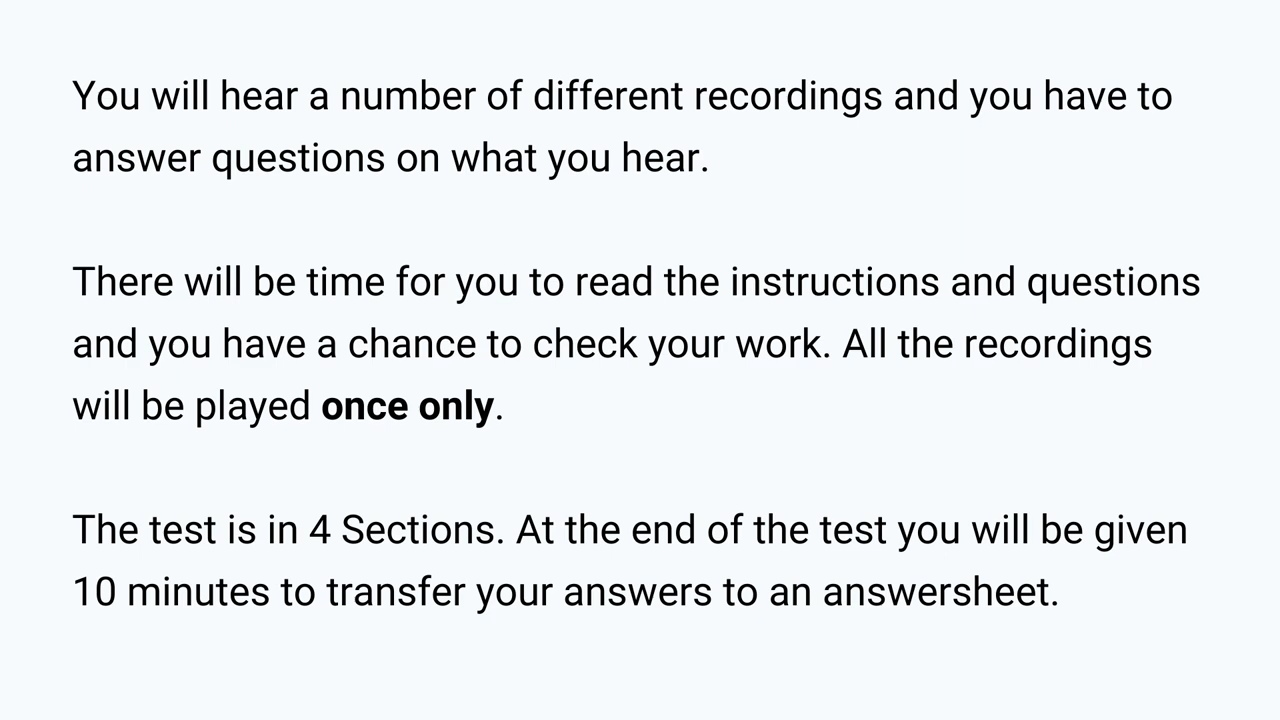 You will hear a number of different recordings and you have to
answer questions on what you hear.
There will be time for you to read the instructions and questions
and you have a chance to check your work. All the recordings
will be played once only.
The test is in 4 Sections. At the end of the test you will be given
10 minutes to transfer your answers to an answersheet.